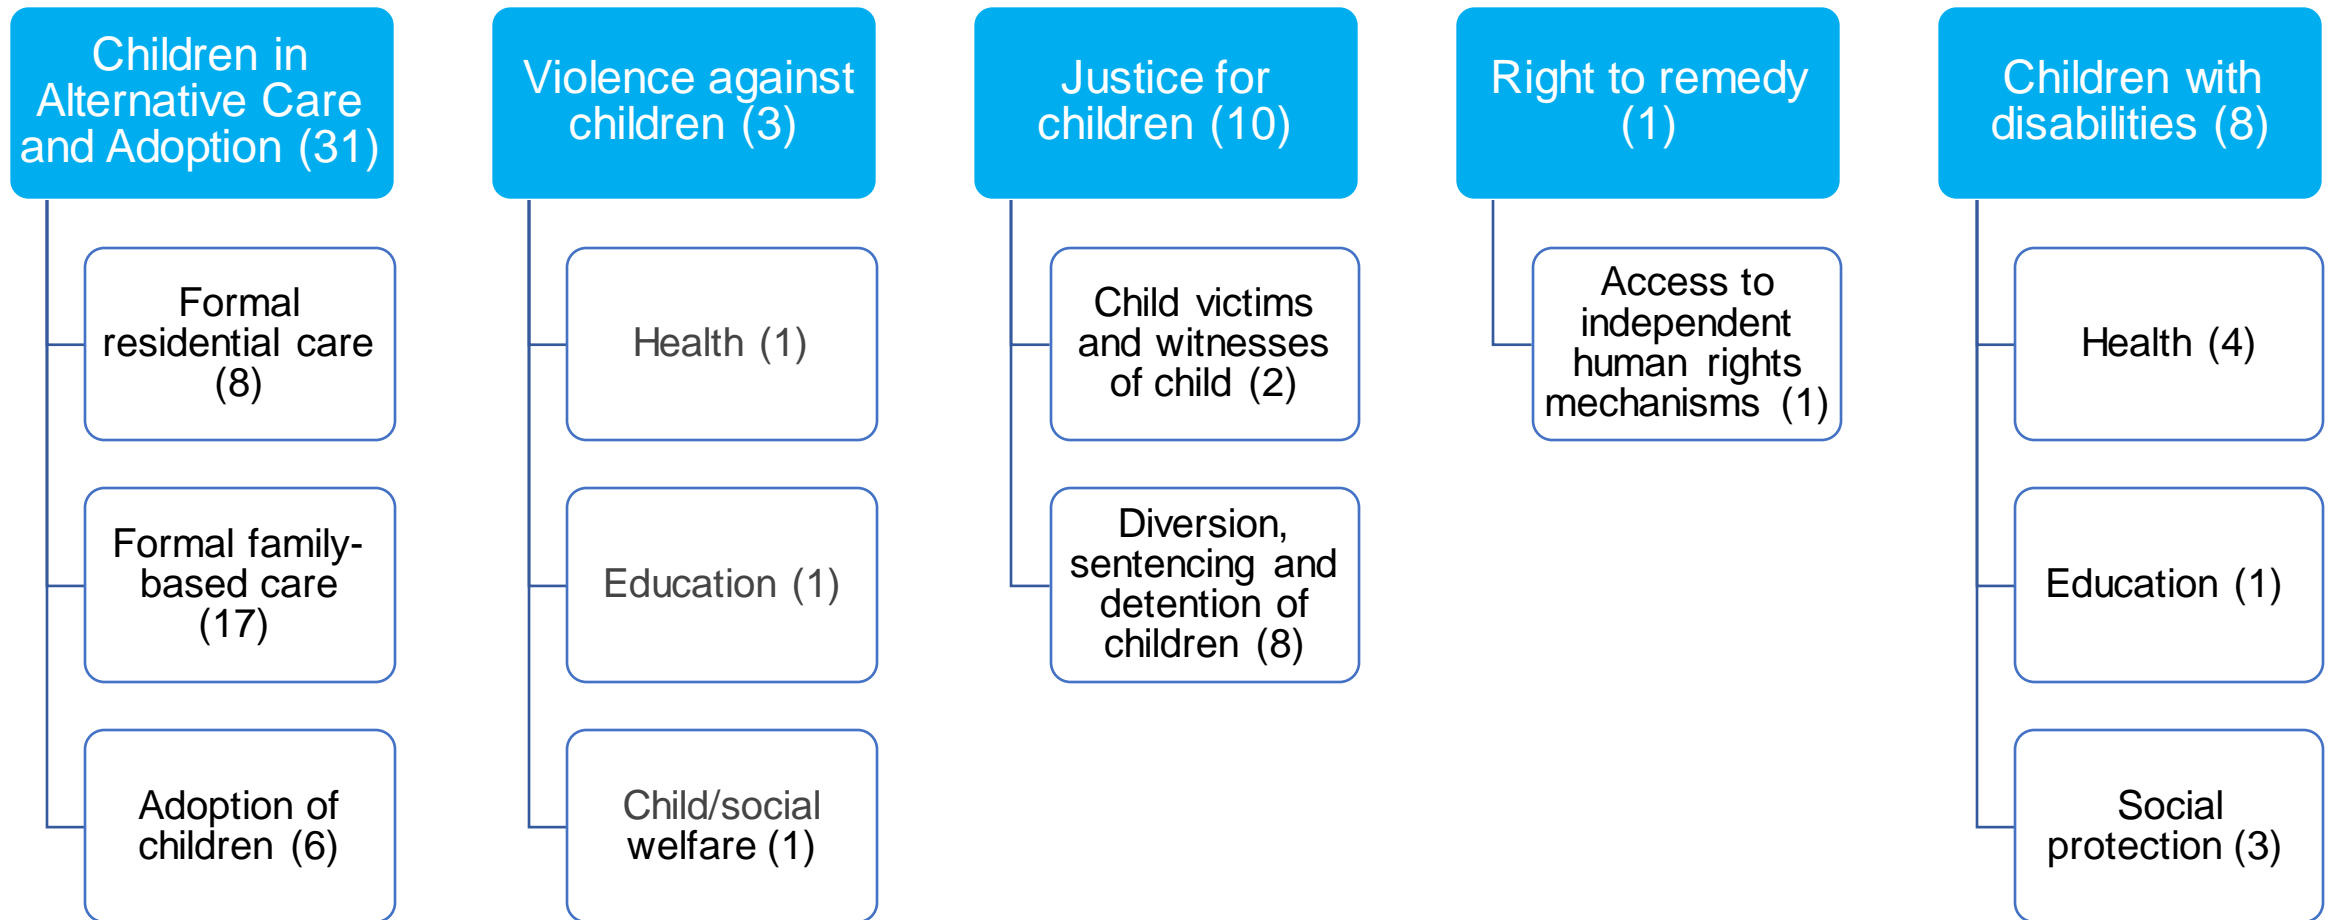 Children in
Alternative Care
and Adoption (31)
Formal
residential care
(8)
Formal family-
based care
(17)
Adoption of
children (6)
Violence against
children (3)
Health (1)
Education (1)
Child/social
welfare (1)
Justice for
children (10)
Child victims
and witnesses
of child (2)
Diversion,
sentencing and
detention of
children (8)
Right to remedy
(1)
Access to
independent
human rights
mechanisms (1)
Children with
disabilities (8)
Health (4)
Education (1)
Social
protection (3)